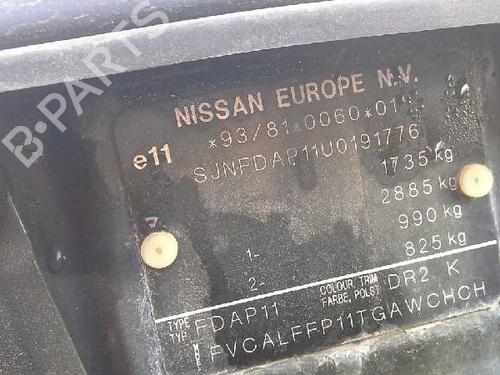 B-PARTS
NISSAN EUROPE N.V.
*93/81*0060*01*
e11
SJNFDAP11U0191776
1735 kg
2885 kg
1- 990 kg
2- 825 kg
TYPE TYP FDAP11 COLOUR, TRIM FARBE, POLST DR2 K
FVCALFFP11TGAWCHCH